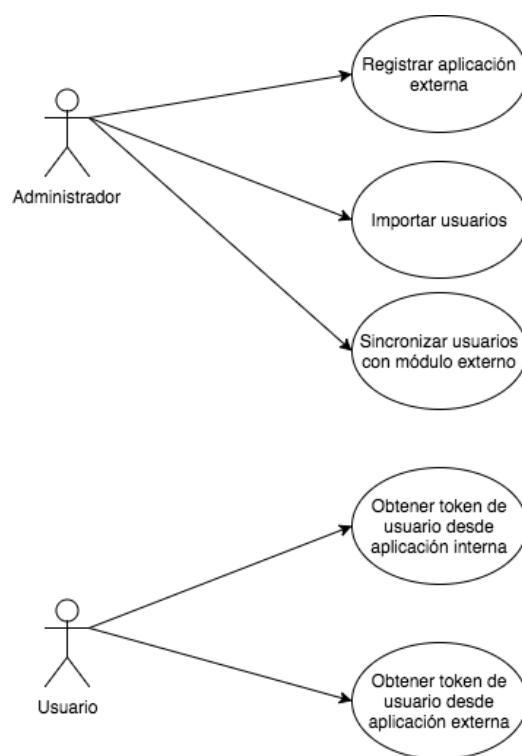 Registrar aplicación
externa
Administrador
Importar usuarios
Sincronizar usuarios
con módulo externo
Obtener token de
usuario desde
aplicación interna
Usuario
Obtener token de
usuario desde
aplicación externa